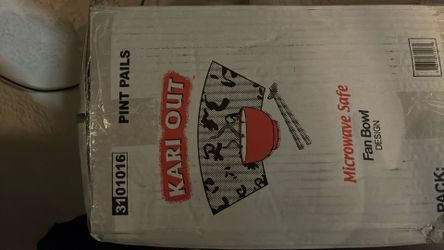 3101016 PINT PAILS
KARI OUT
Microwave Safe
Fan Bowl
DESIGN
PACK: